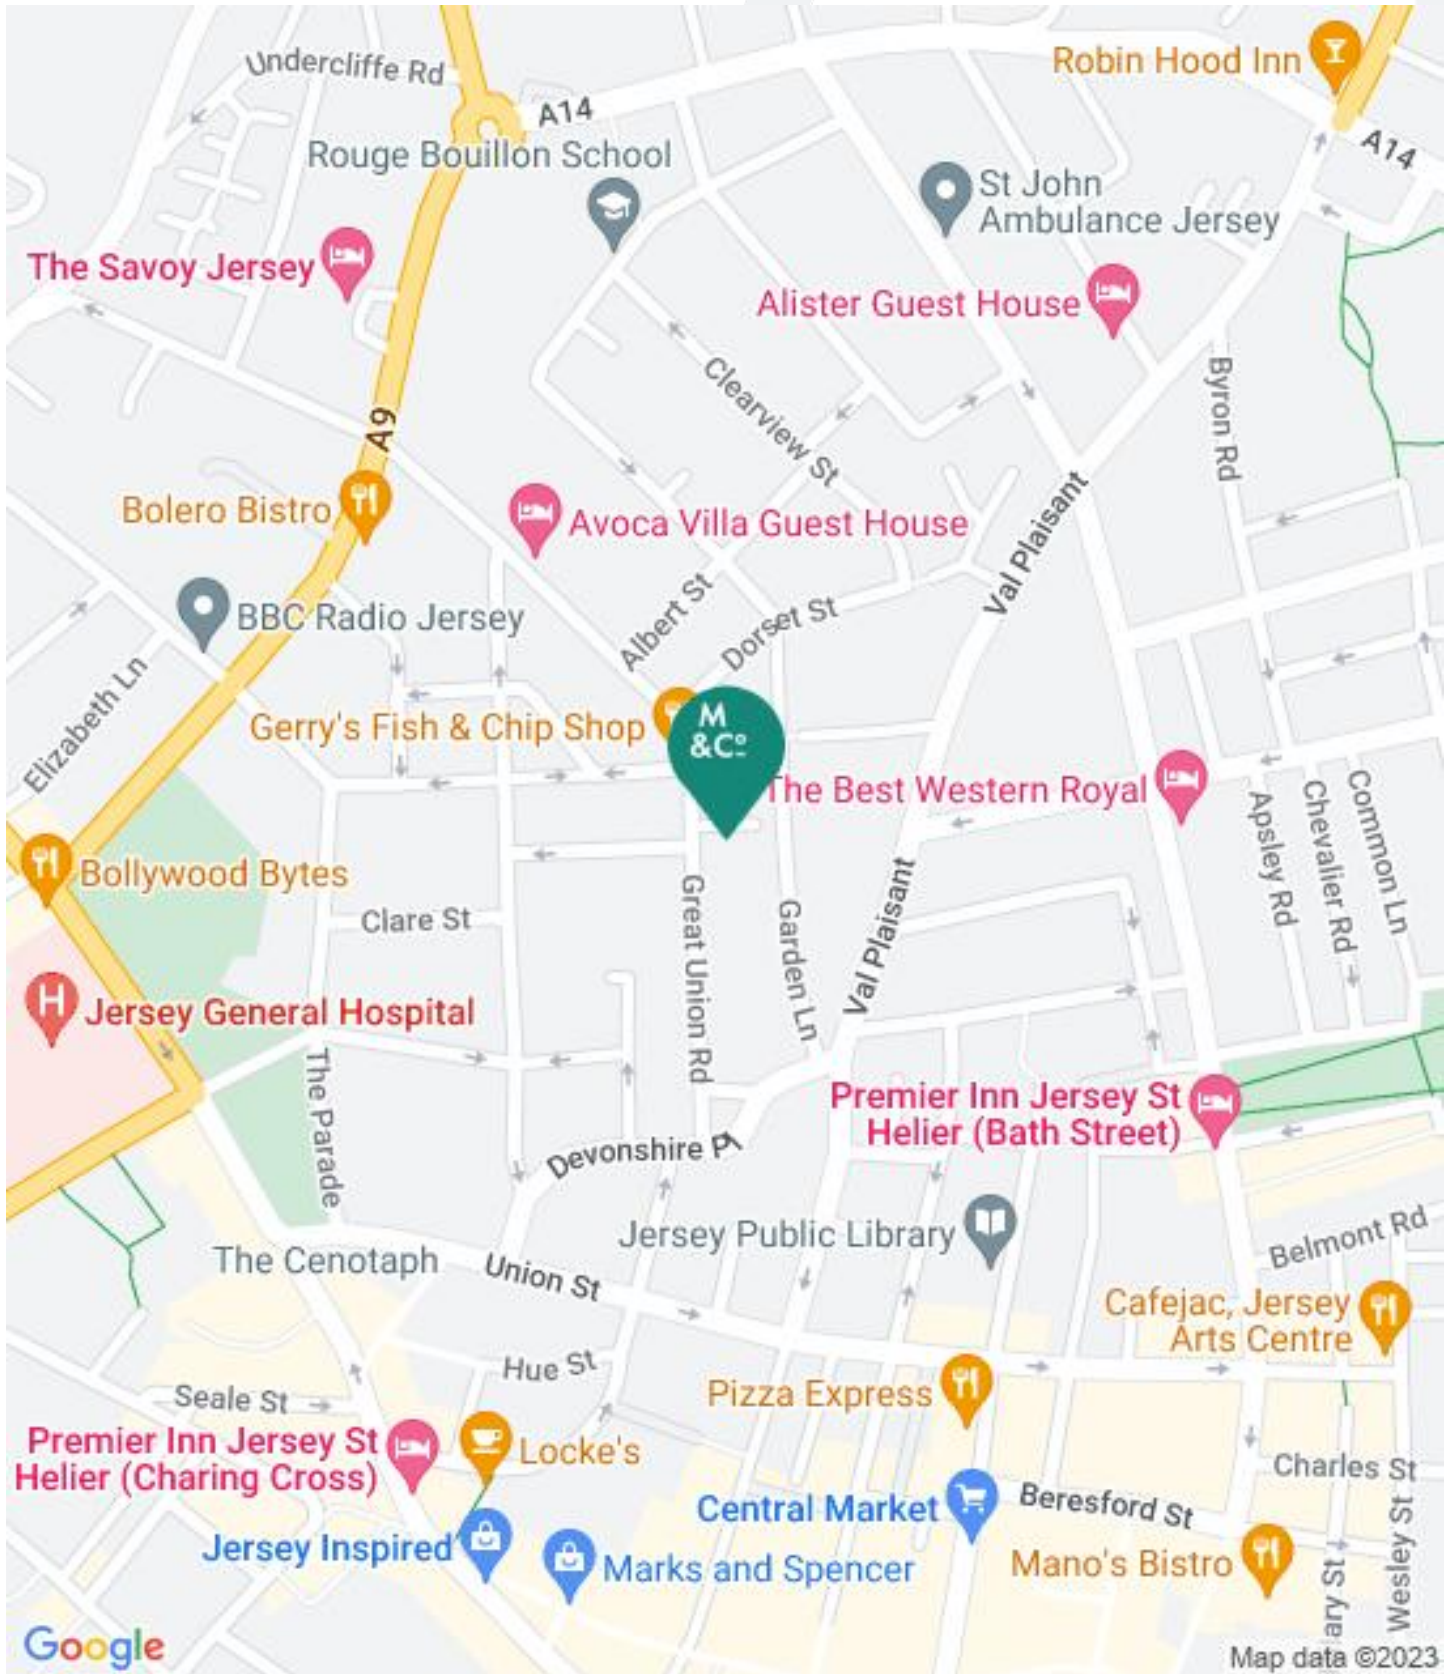 Undercliffe Rd
A14
Robin Hood Inn
A14
Rouge Bouillon School
St John
Ambulance Jersey
The Savoy Jersey
Alister Guest House
A9
Clearview St
Byron Rd
Bolero Bistro
Avoca Villa Guest House
Val Plaisant
BBC Radio Jersey
Albert St
Dorset St
Elizabeth Ln
Gerry's Fish & Chip Shop
M
&Co
The Best Western Royal
Apsley Rd
Chevalier Rd
Common Ln
Bollywood Bytes
Clare St
Great Union Rd
Garden Ln
Val Plaisant
H
Jersey General Hospital
The Parade
Premier Inn Jersey St
Helier (Bath Street)
Devonshire Pl
Jersey Public Library
The Cenotaph
Union St
Belmont Rd
Cafejac, Jersey
Arts Centre
Hue St
Seale St
Pizza Express
Premier Inn Jersey St
Helier (Charing Cross)
Locke's
Charles St
Central Market
Beresford St
Jersey Inspired
Marks and Spencer
Mano's Bistro
Wesley St
Google
Map data ©2023